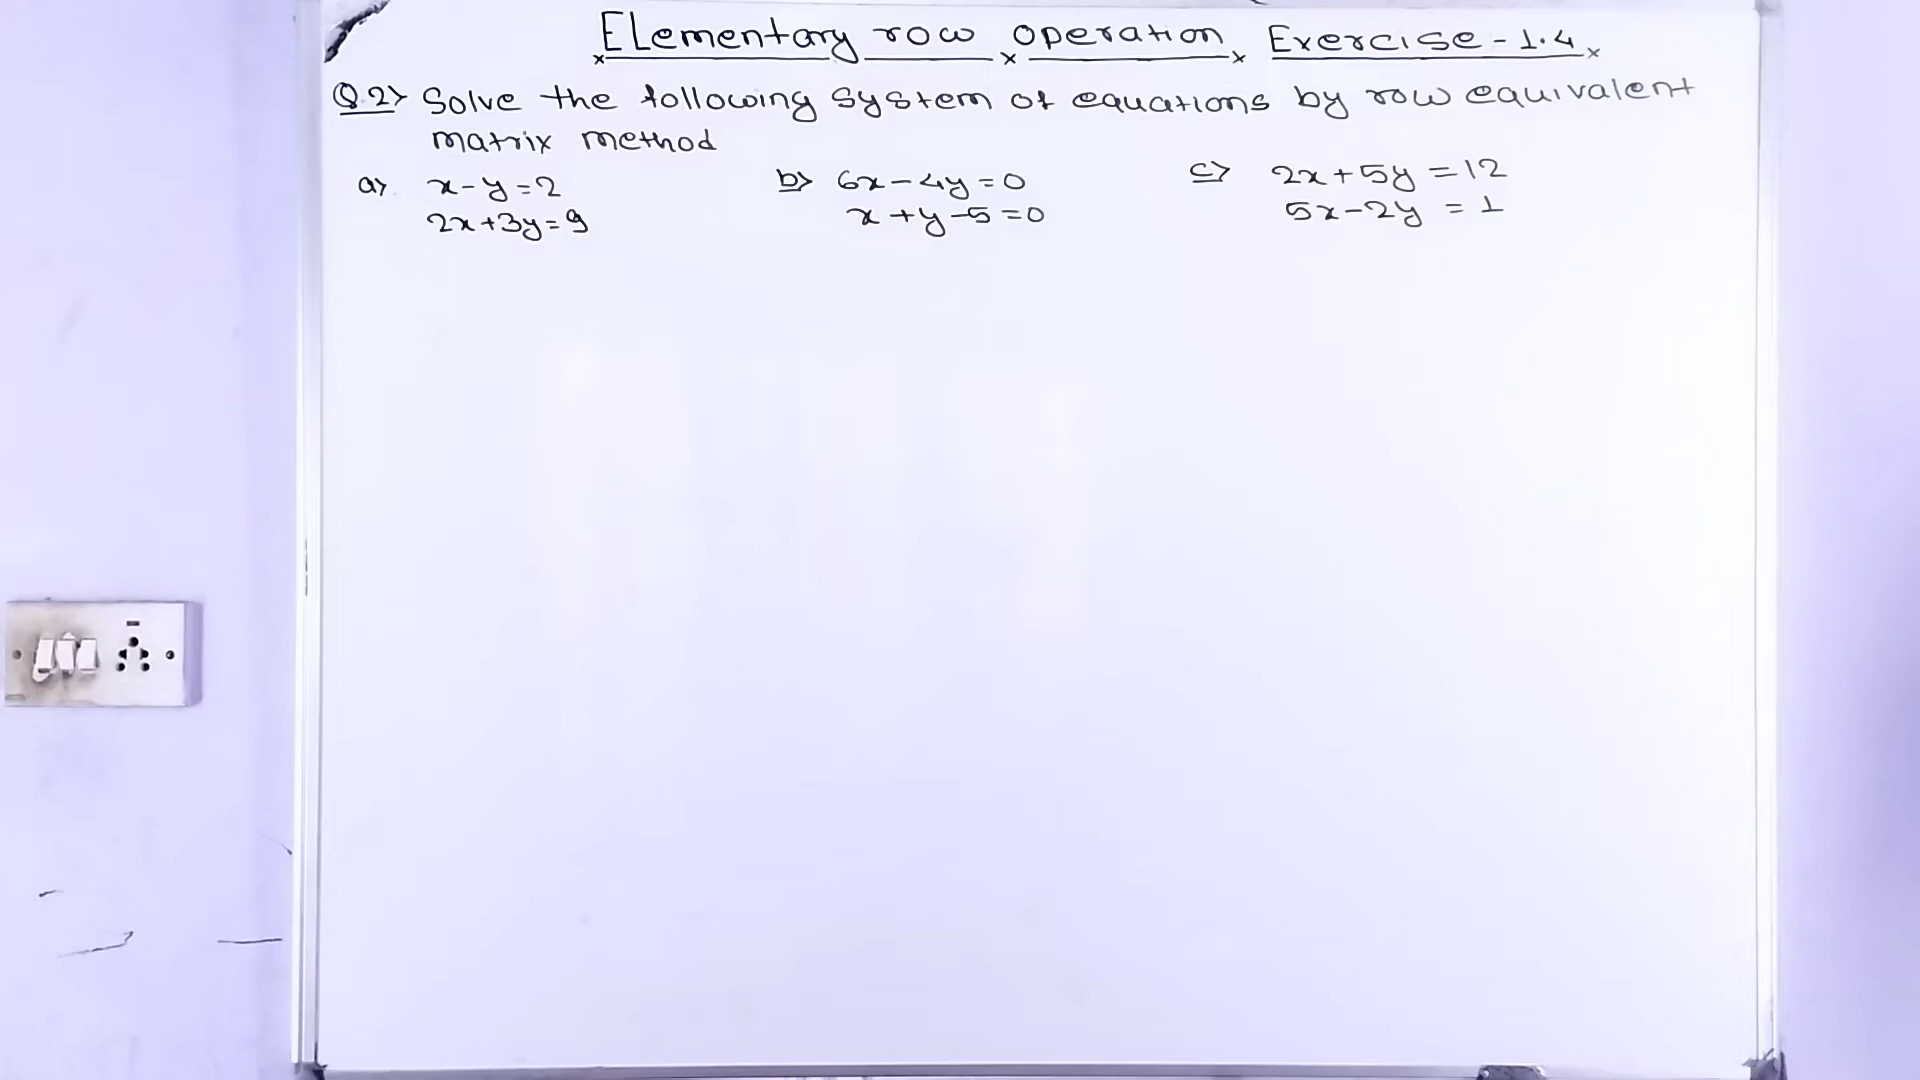 Elementary row operation Exercise-1.4
Q.2> Solve the following system of equations by row equivalent
matrix method
a> x-y=2
2x+3y=9
b> 6x-4y=0
x+y-5=0
c> 2x+5y=12
5x-2y=1